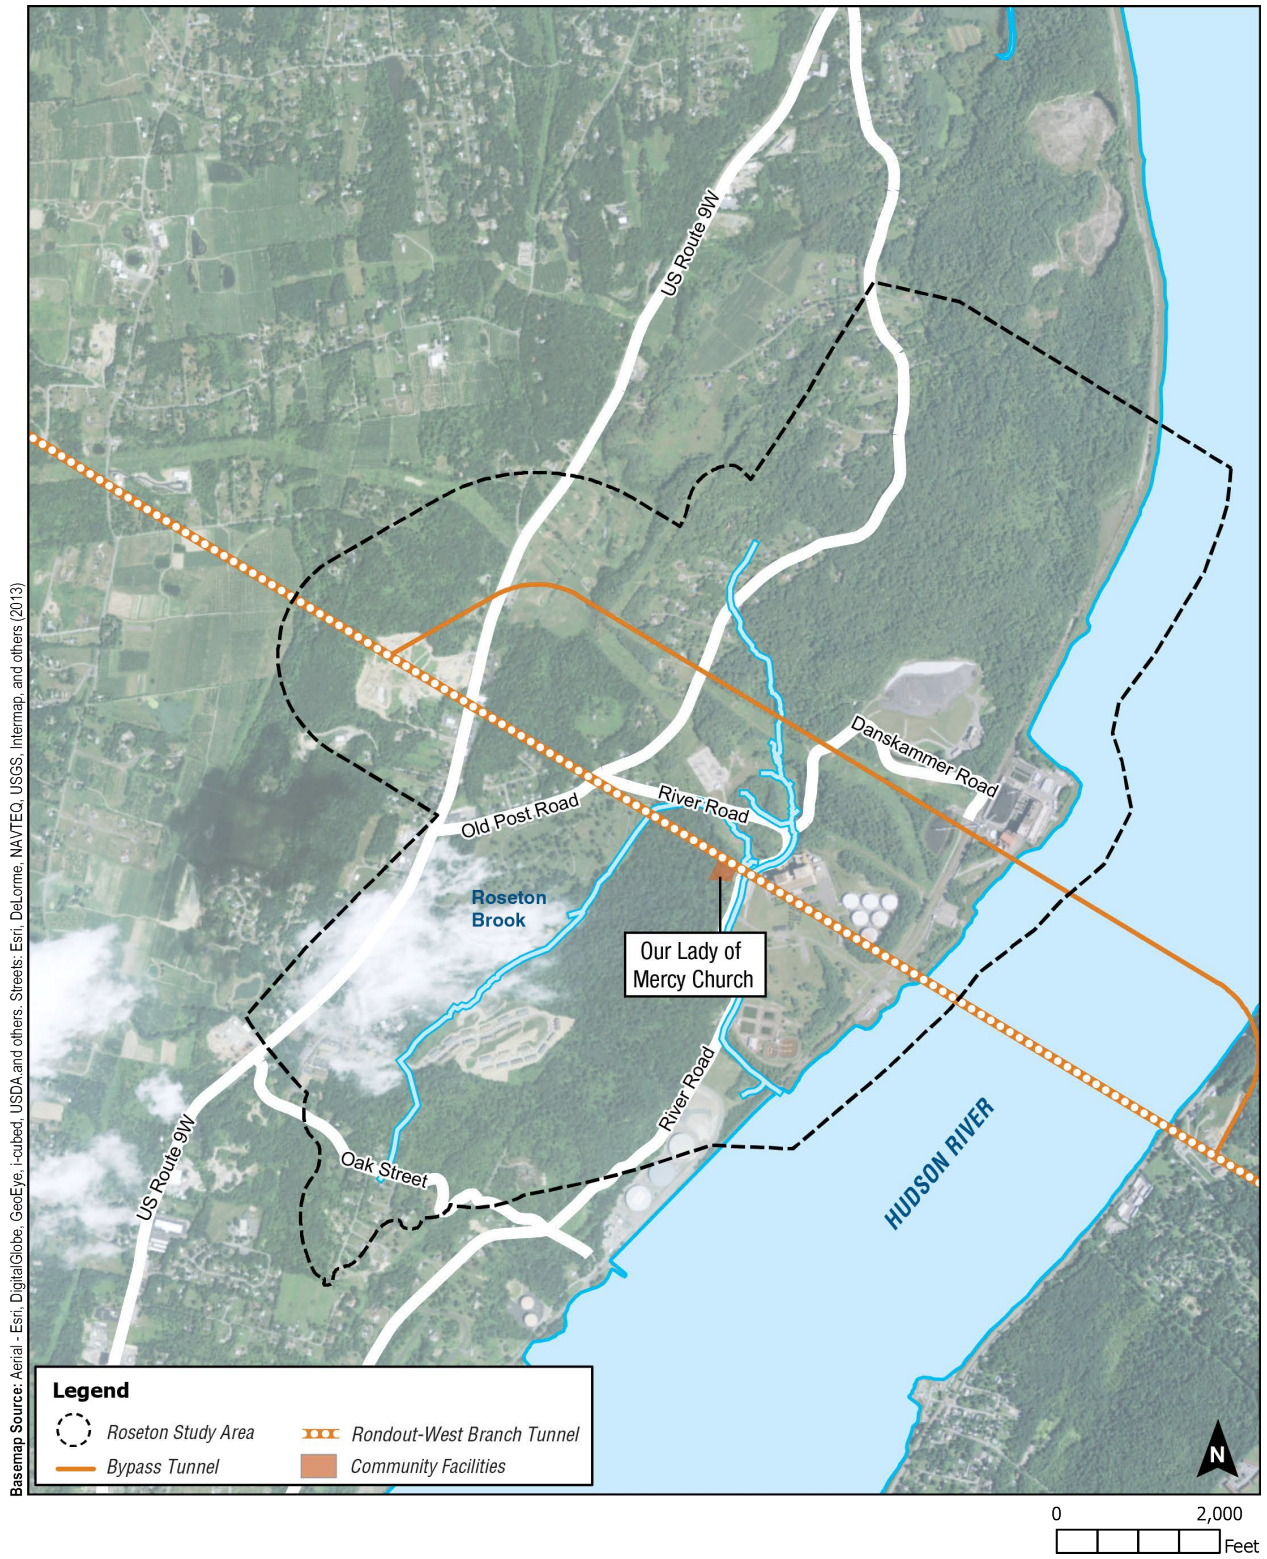 US Route 9W
Danskammer Road
River Road
Old Post Road
Roseton
Brook
Our Lady of
Mercy Church
River Road
HUDSON RIVER
Oak Street
US Route 9W
Basemap Source: Aerial - Esri, DigitalGlobe, GeoEye, i-cubed, USDA and others. Streets: Esri, DeLorme, NAVTEQ, USGS, Intermap, and others (2013)
Legend
Roseton Study Area
Rondout-West Branch Tunnel
Bypass Tunnel
Community Facilities
N
0 2,000
Feet